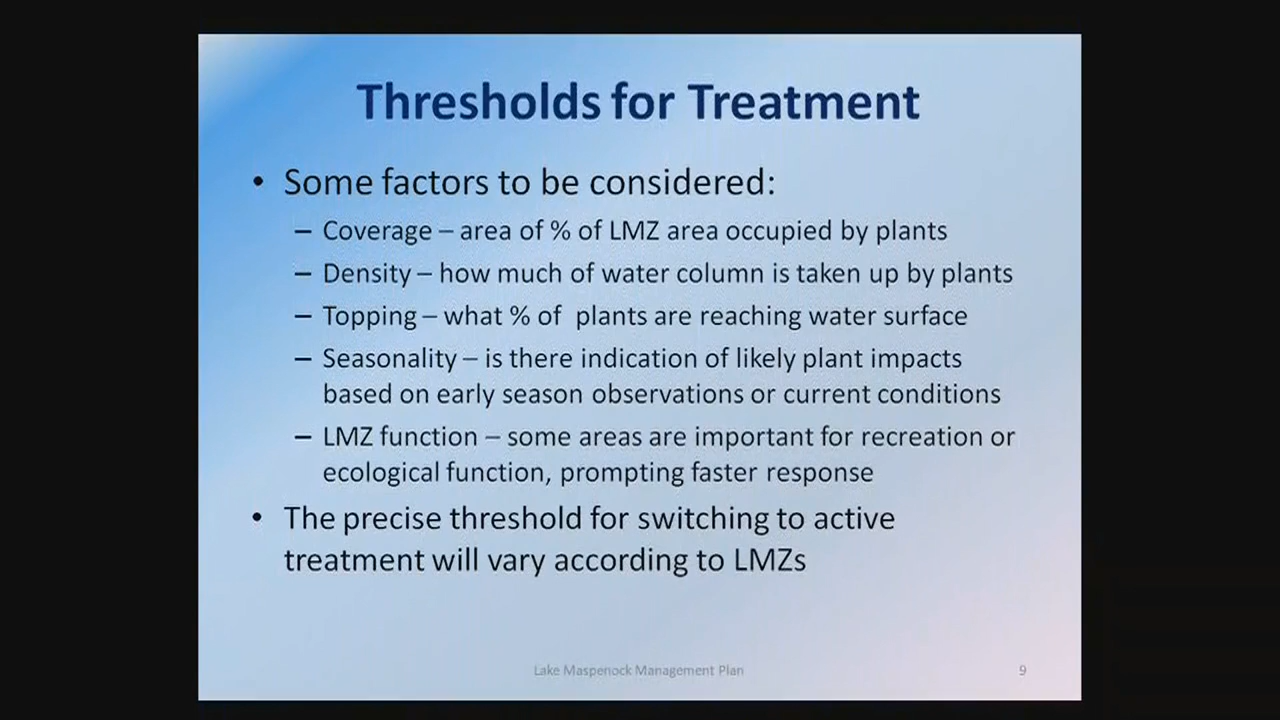 Thresholds for Treatment
• Some factors to be considered:
– Coverage – area of % of LMZ area occupied by plants
– Density – how much of water column is taken up by plants
– Topping – what % of plants are reaching water surface
– Seasonality – is there indication of likely plant impacts
based on early season observations or current conditions
– LMZ function – some areas are important for recreation or
ecological function, prompting faster response
• The precise threshold for switching to active
treatment will vary according to LMZs
Lake Maspenock Management Plan 9